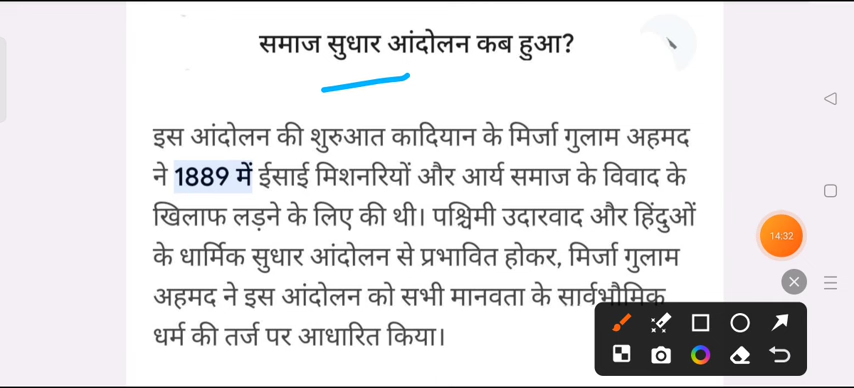 समाज सुधार आंदोलन कब हुआ?
इस आंदोलन की शुरुआत कादियान के मिर्जा गुलाम अहमद
ने 1889 में ईसाई मिशनरियों और आर्य समाज के विवाद के
खिलाफ लड़ने के लिए की थी। पश्चिमी उदारवाद और हिंदुओं
के धार्मिक सुधार आंदोलन से प्रभावित होकर, मिर्जा गुलाम
अहमद ने इस आंदोलन को सभी मानवता के सार्वभौमिक
धर्म की तर्ज पर आधारित किया।
14:32